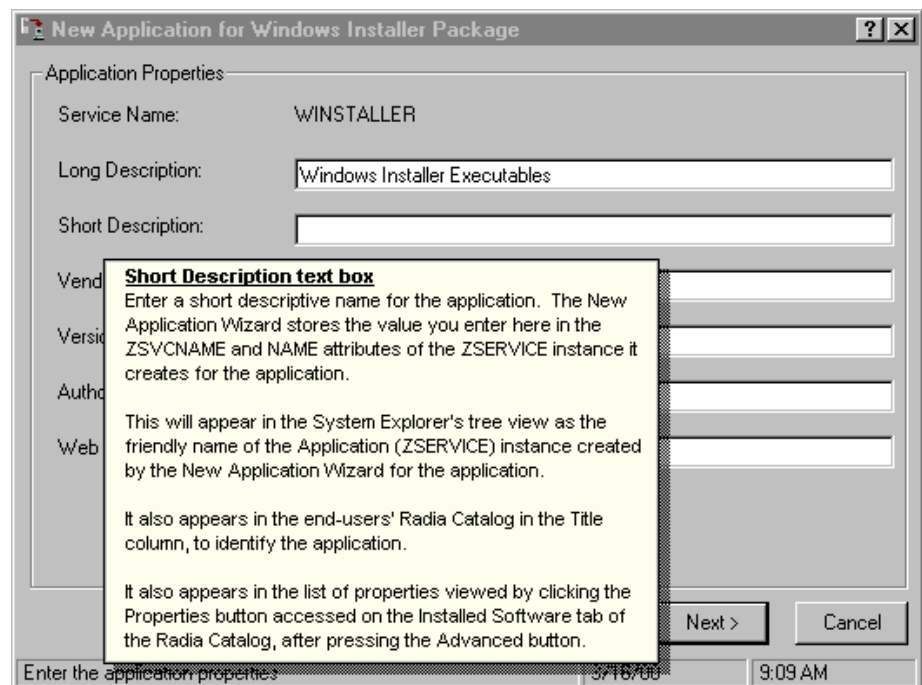 New Application for Windows Installer Package
Application Properties
Service Name: WINSTALLER
Long Description: Windows Installer Executables
Short Description:
Vend
Versio
Autho
Web
Short Description text box
Enter a short descriptive name for the application. The New
Application Wizard stores the value you enter here in the
ZSVCNAME and NAME attributes of the ZSERVICE instance it
creates for the application.
This will appear in the System Explorer's tree view as the
friendly name of the Application (ZSERVICE) instance created
by the New Application Wizard for the application.
It also appears in the end-users' Radia Catalog in the Title
column, to identify the application.
It also appears in the list of properties viewed by clicking the
Properties button accessed on the Installed Software tab of
the Radia Catalog, after pressing the Advanced button.
Next >
Cancel
Enter the application properties
3/16/00
9:09 AM